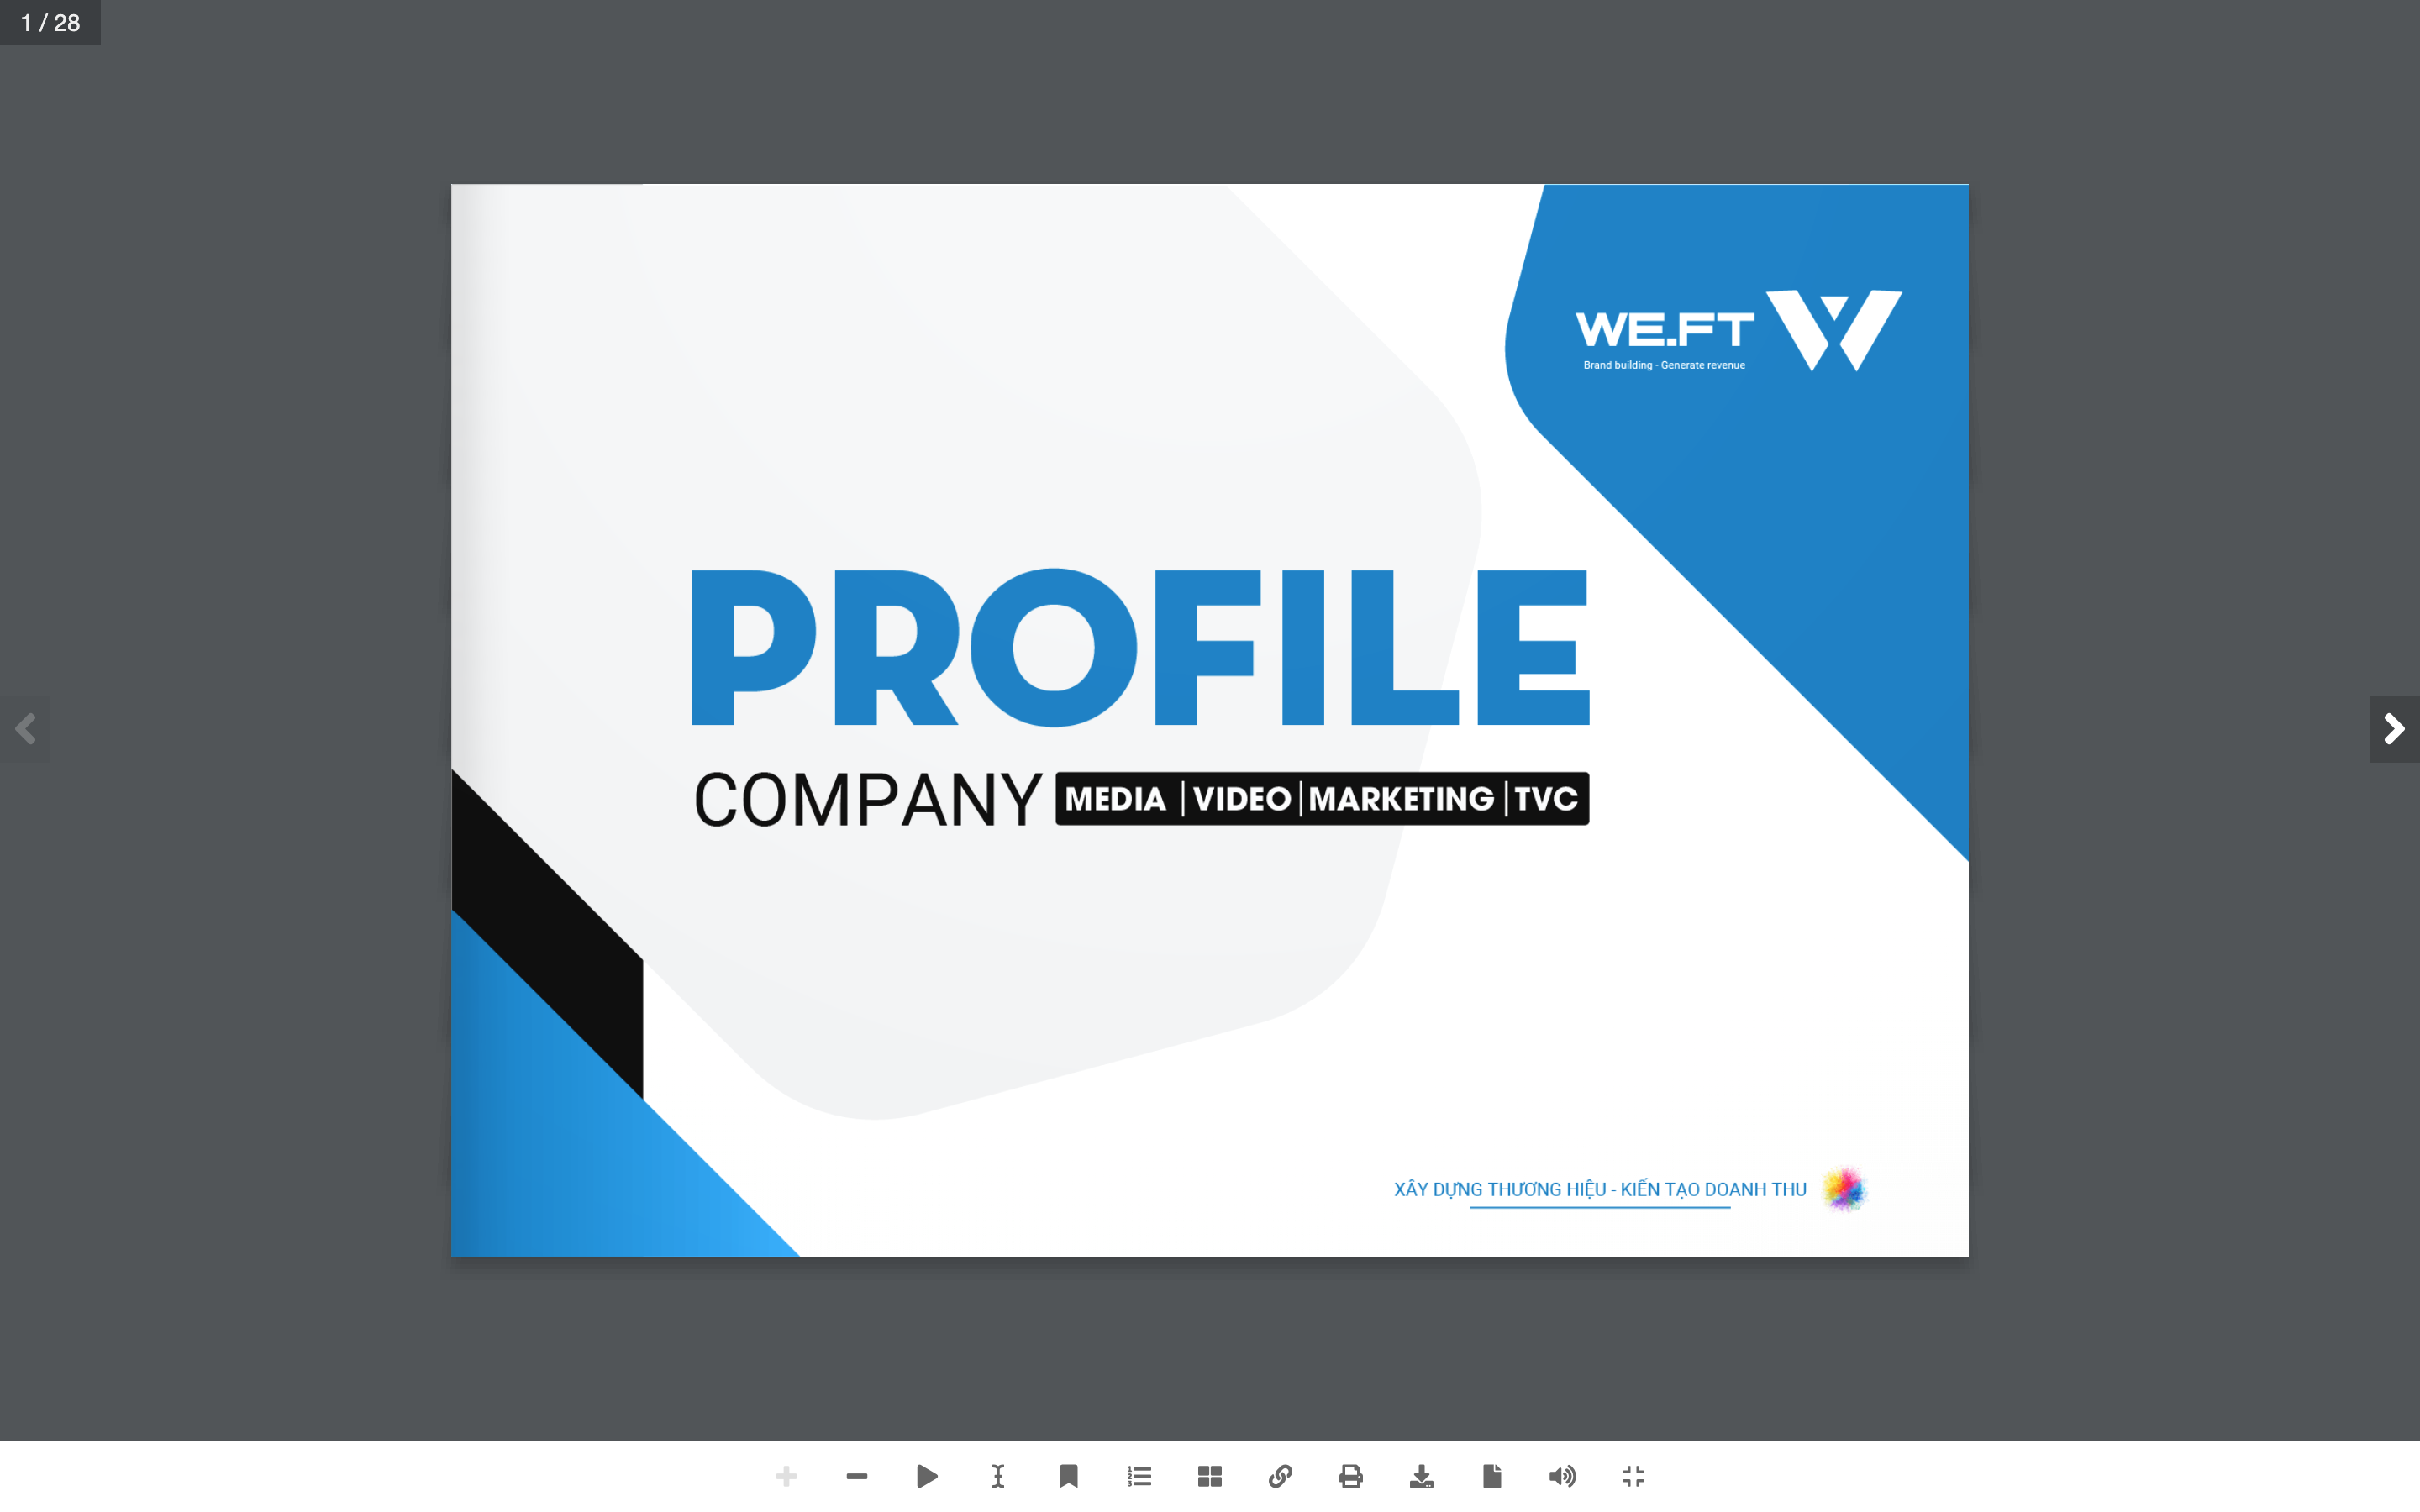 1 / 28
WE.FT
Brand building - Generate revenue
PROFILE
COMPANY MEDIA | VIDEO | MARKETING | TVC
XÂY DỰNG THƯƠNG HIỆU - KIẾN TẠO DOANH THU